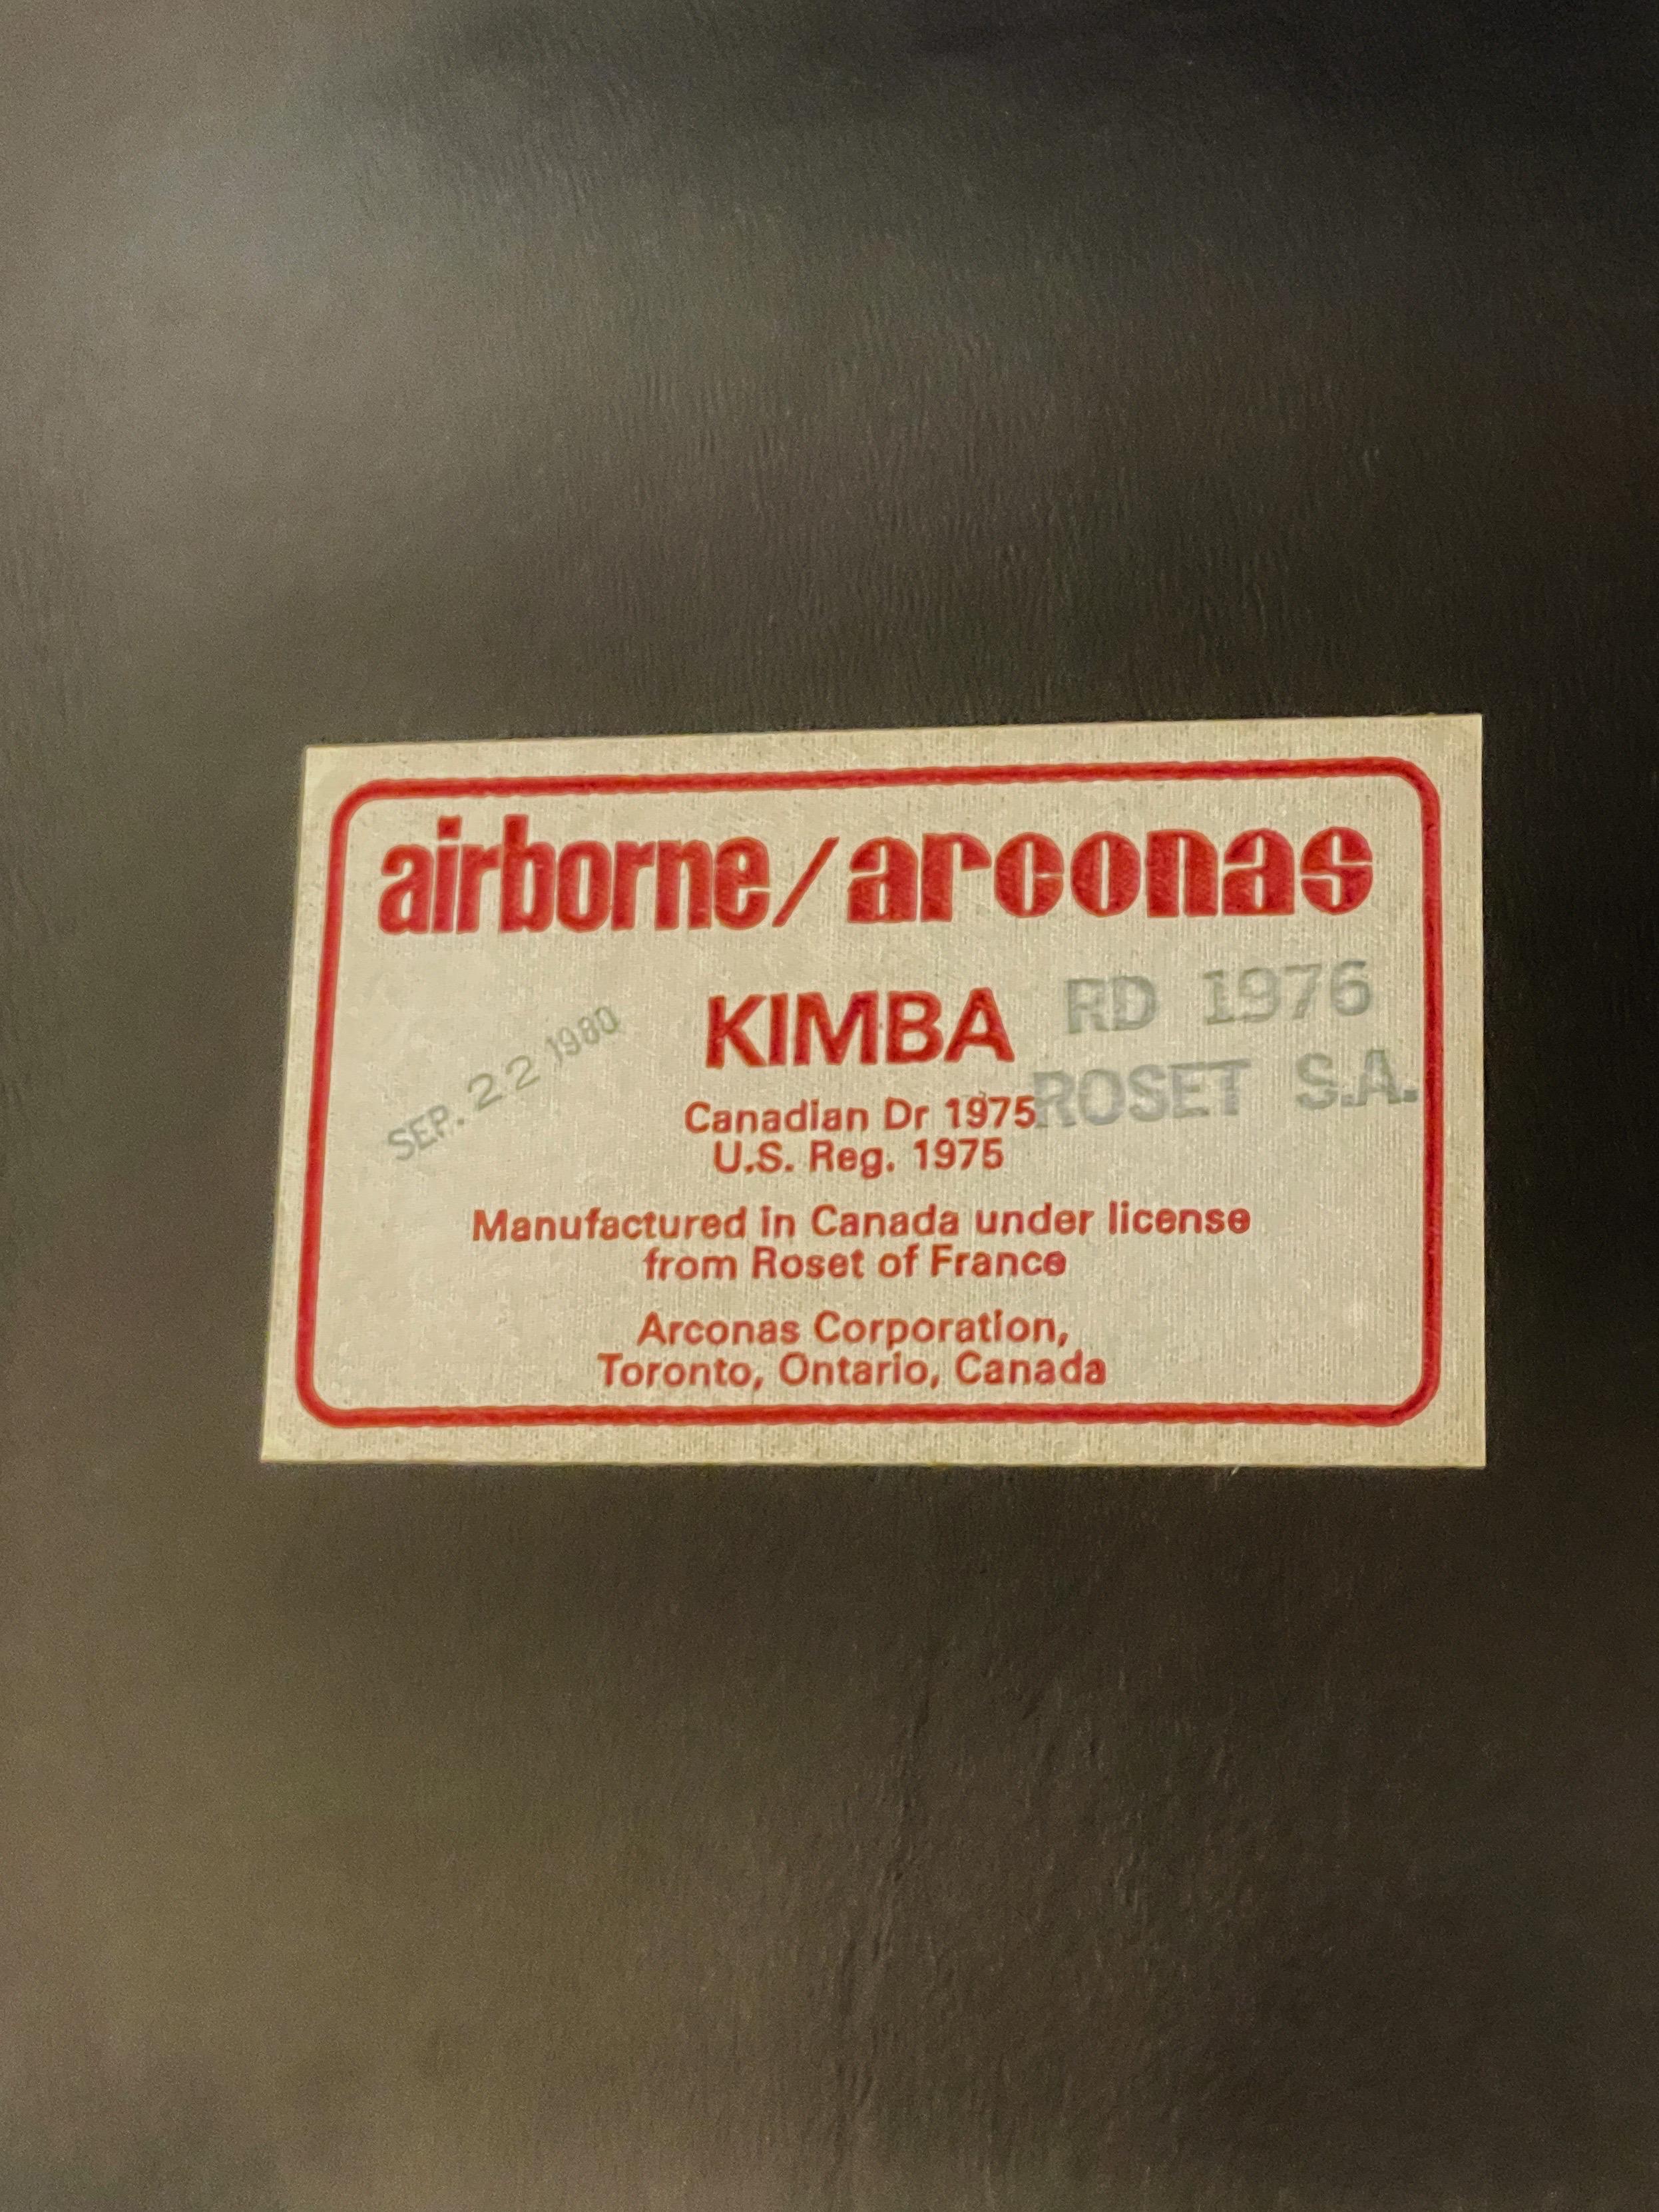 airborne/arconas
KIMBA
RD 1976
ROSET S.A.
SEP. 22 1980
Canadian Dr 1975
U.S. Reg. 1975
Manufactured in Canada under license
from Roset of France
Arconas Corporation,
Toronto, Ontario, Canada